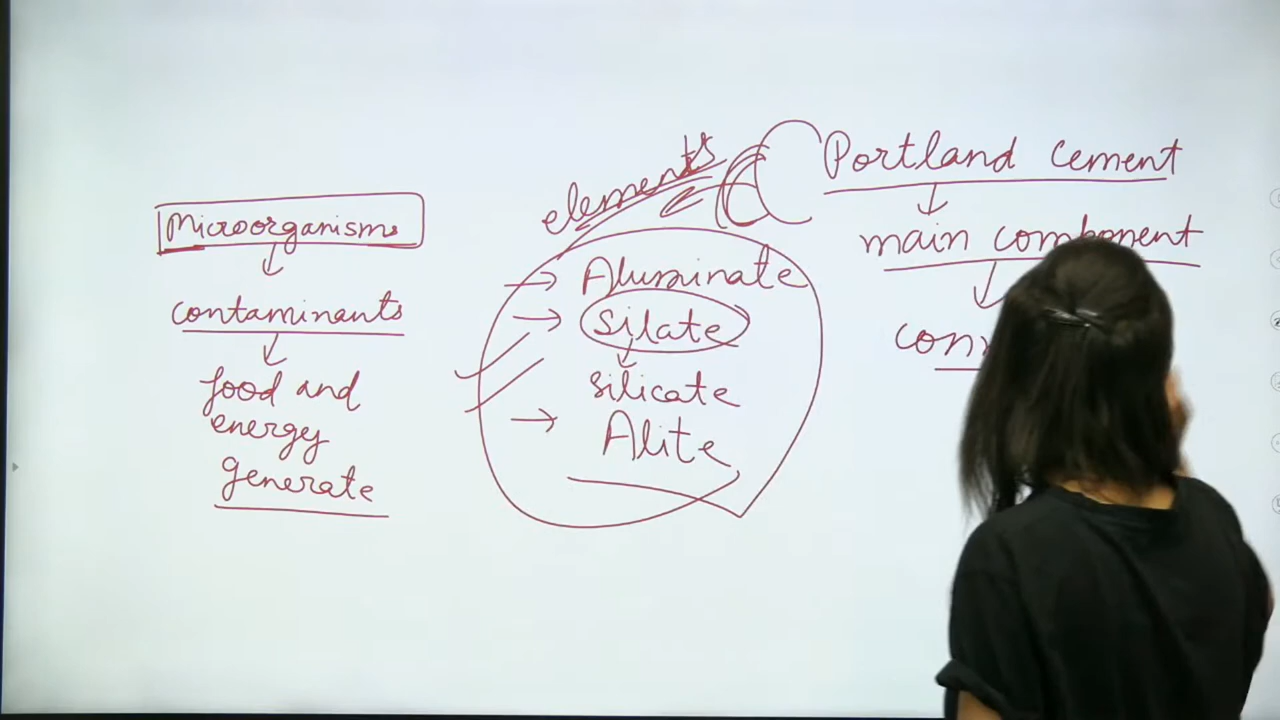 Microorganisms
contaminants
food and
energy
generate
elements
Aluminate
silate
silicate
Alite
Portland cement
main component